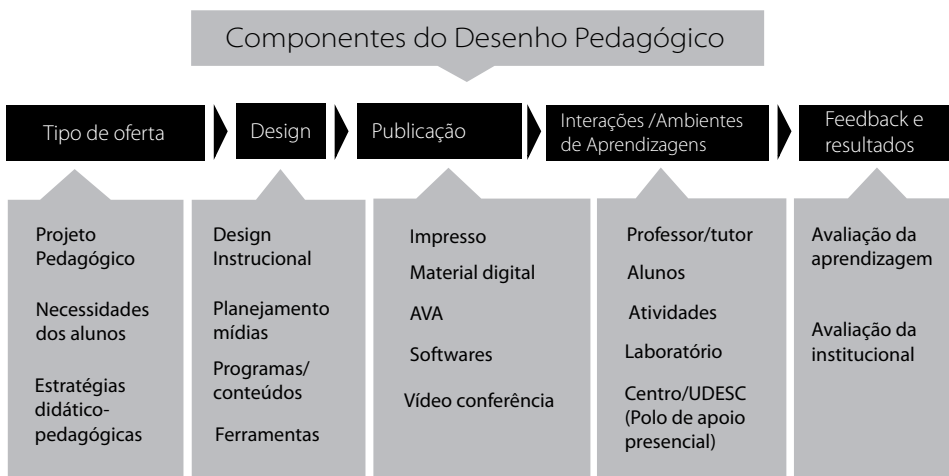 Componentes do Desenho Pedagógico
Tipo de oferta
Design
Publicação
Interações /Ambientes
de Aprendizagens
Feedback e
resultados
Projeto
Pedagógico
Necessidades
dos alunos
Estratégias
didático-
pedagógicas
Design
Instrucional
Planejamento
mídias
Programas/
conteúdos
Ferramentas
Impresso
Material digital
AVA
Softwares
Vídeo conferência
Professor/tutor
Alunos
Atividades
Laboratório
Centro/UDESC
(Polo de apoio
presencial)
Avaliação da
aprendizagem
Avaliação da
institucional